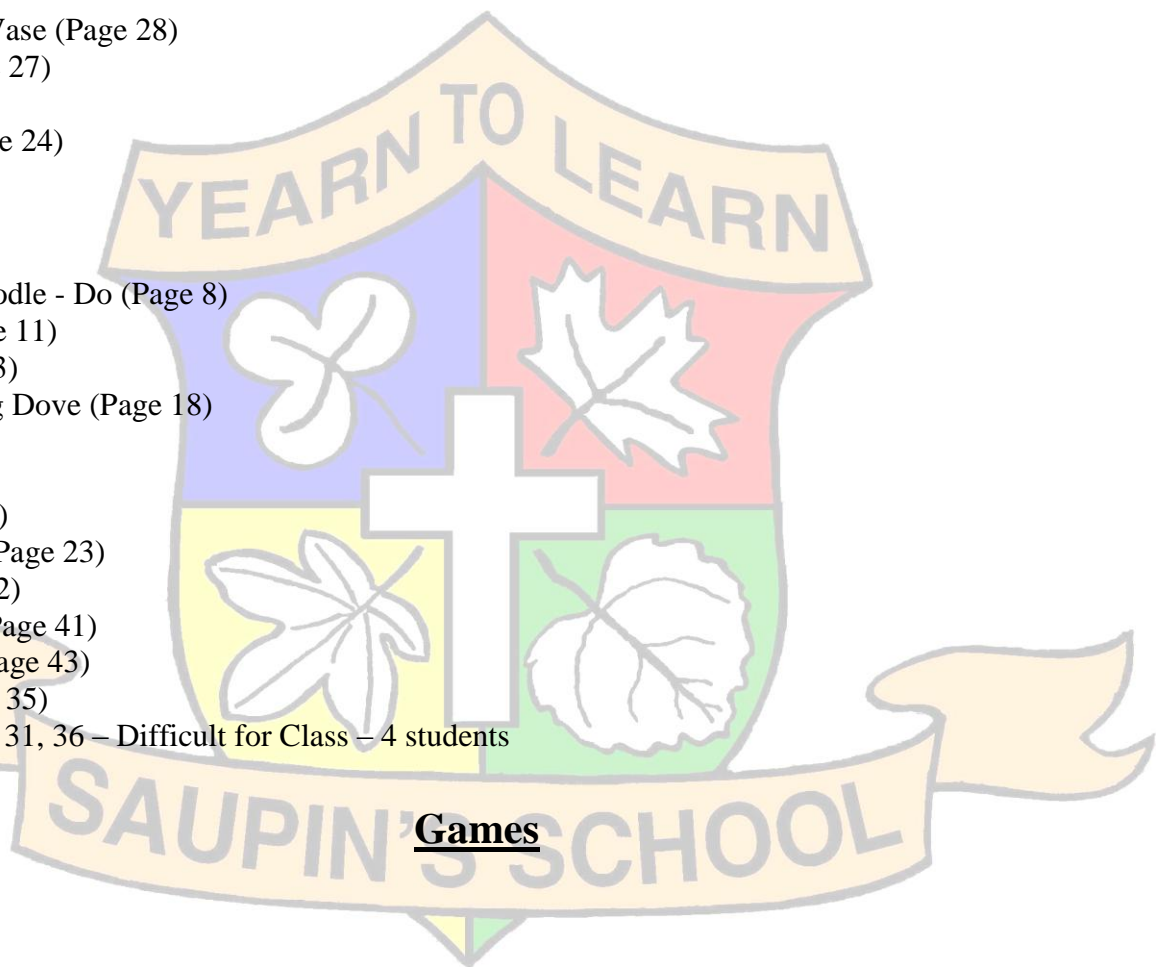 Vase (Page 28)
27)
e 24)
YEARN TO LEARN
odle - Do (Page 8)
e 11)
3)
g Dove (Page 18)
)
Page 23)
2)
Page 41)
age 43)
35)
31, 36 – Difficult for Class – 4 students
Games
SAUPIN'S SCHOOL